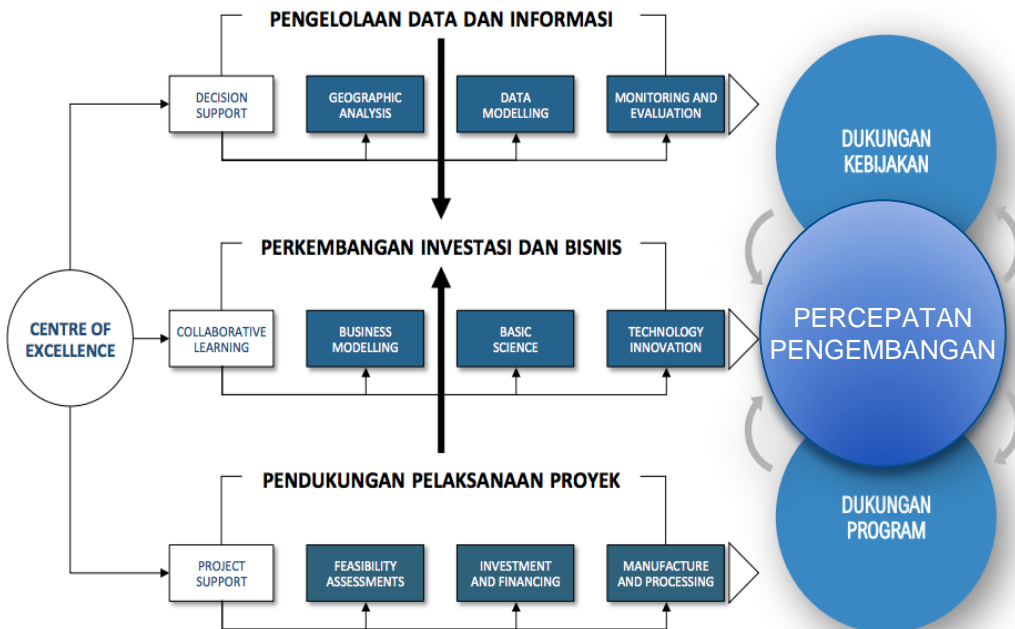 PENGELOLAAN DATA DAN INFORMASI
DECISION
SUPPORT
GEOGRAPHIC
ANALYSIS
DATA
MODELLING
MONITORING AND
EVALUATION
DUKUNGAN
KEBIJAKAN
PERKEMBANGAN INVESTASI DAN BISNIS
CENTRE OF
EXCELLENCE
COLLABORATIVE
LEARNING
BUSINESS
MODELLING
BASIC
SCIENCE
TECHNOLOGY
INNOVATION
PERCEPATAN
PENGEMBANGAN
PENDUKUNGAN PELAKSANAAN PROYEK
PROJECT
SUPPORT
FEASIBILITY
ASSESSMENTS
INVESTMENT
AND FINANCING
MANUFACTURE
AND PROCESSING
DUKUNGAN
PROGRAM